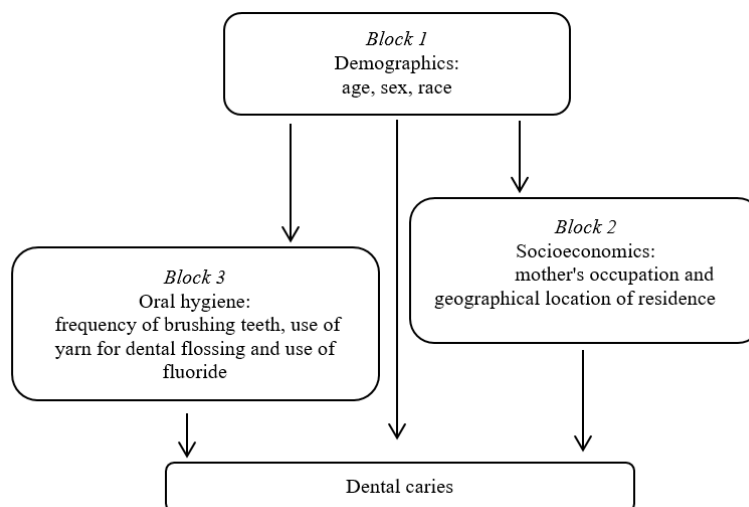 Block 1
Demographics:
age, sex, race
Block 2
Socioeconomics:
mother's occupation and
geographical location of residence
Block 3
Oral hygiene:
frequency of brushing teeth, use of
yarn for dental flossing and use of
fluoride
Dental caries